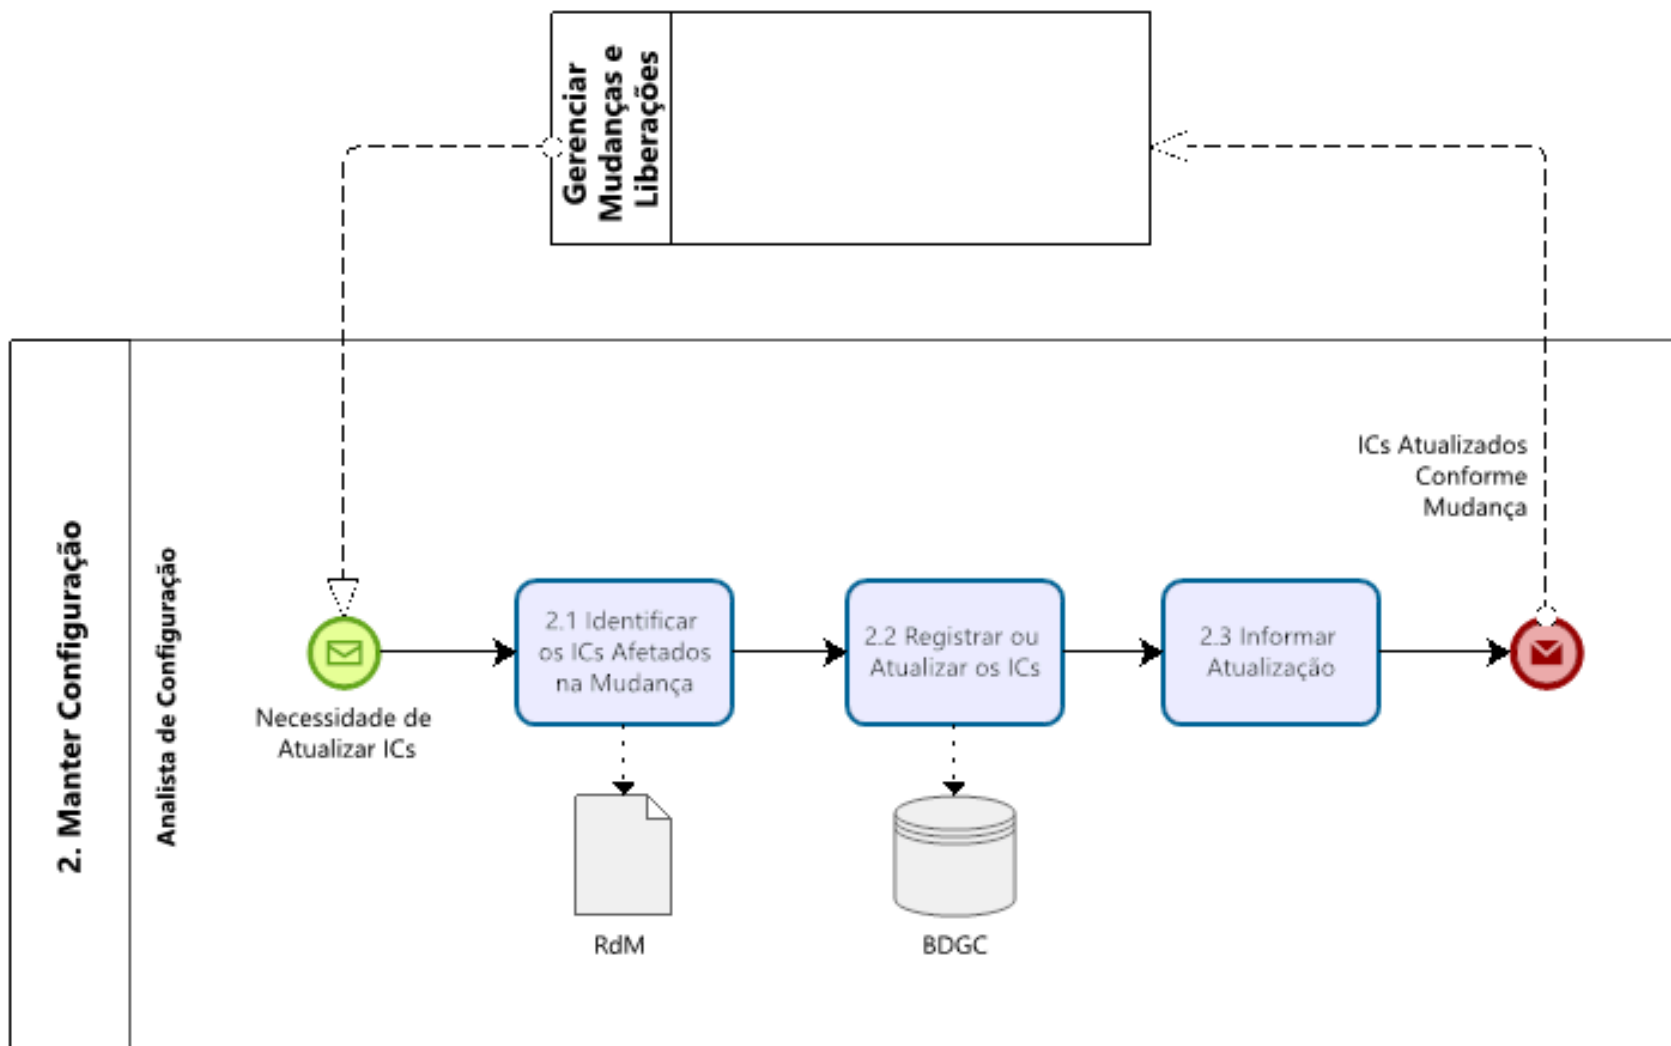 Gerenciar
Mudanças e
Liberações
2. Manter Configuração
Analista de Configuração
Necessidade de
Atualizar ICs
2.1 Identificar
os ICs Afetados
na Mudança
RdM
2.2 Registrar ou
Atualizar os ICs
BDGC
2.3 Informar
Atualização
ICs Atualizados
Conforme
Mudança